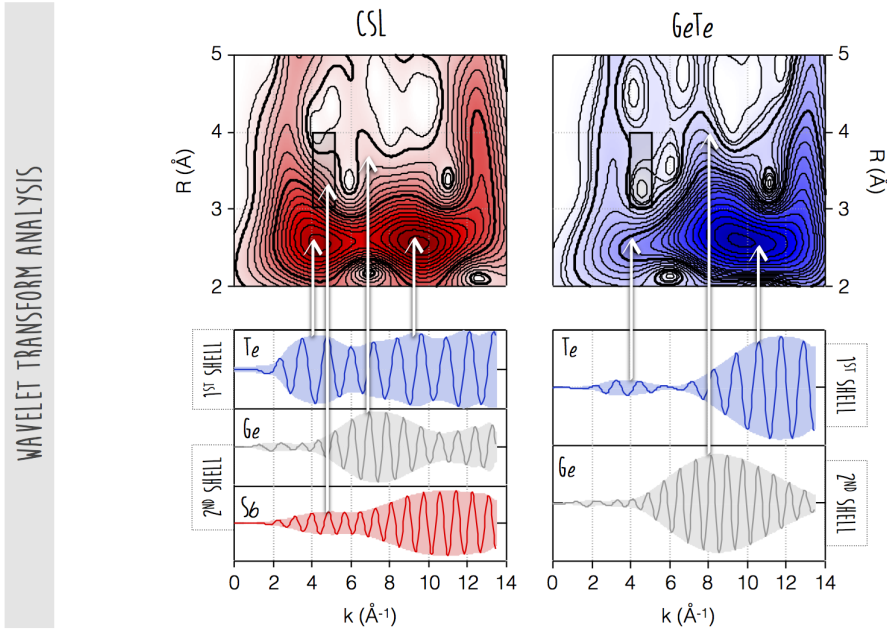 WAVELET TRANSFORM ANALYSIS
CSL
GeTe
5
4
3
2
R (Å)
5
4
3
2
R (Å)
1ST SHELL
2ND SHELL
Te
Ge
Sb
Te
Ge
1ST SHELL
2ND SHELL
0 2 4 6 8 10 12 14
k (Å-1)
0 2 4 6 8 10 12 14
k (Å-1)